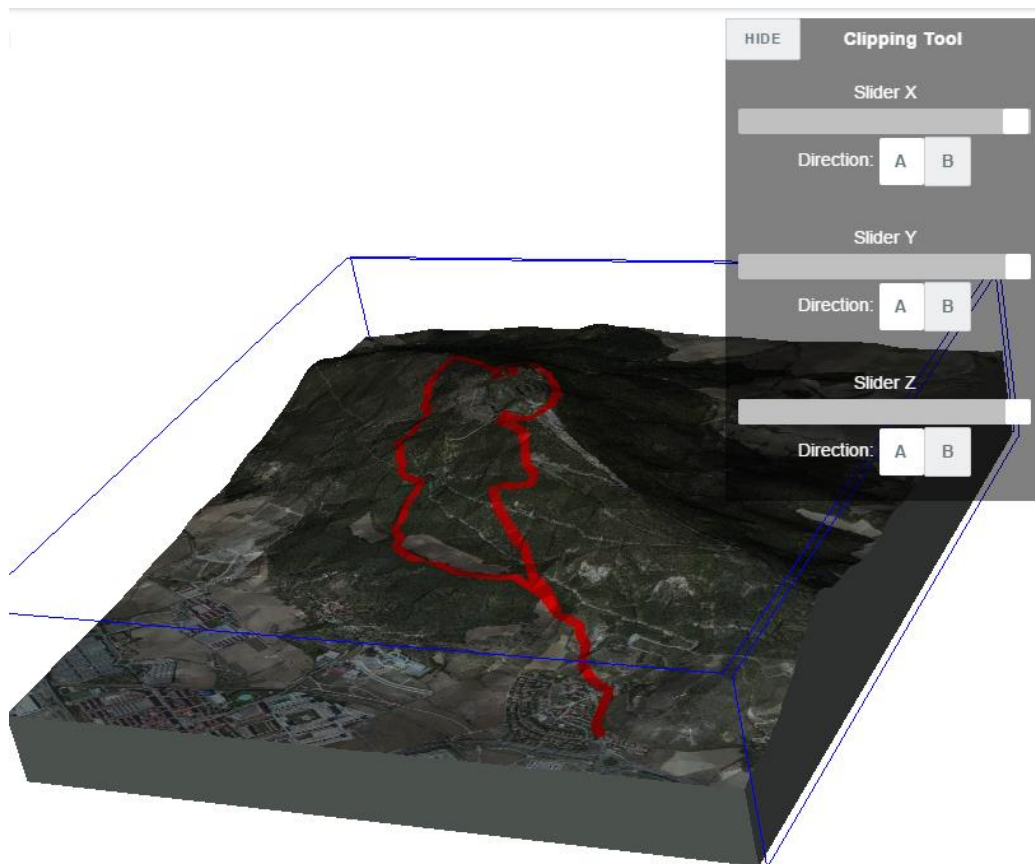 HIDE Clipping Tool
Slider X
Direction: A B
Slider Y
Direction: A B
Slider Z
Direction: A B